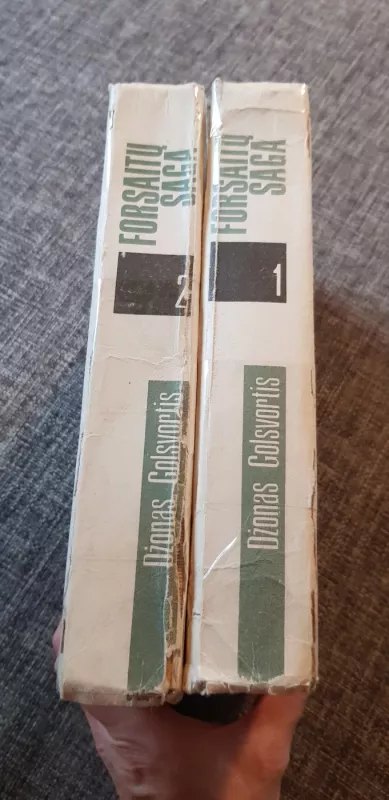 FORSAITŲ
SAGA
2
Džonas Golsvortis
FORSAITŲ
SAGA
1
Džonas Golsvortis